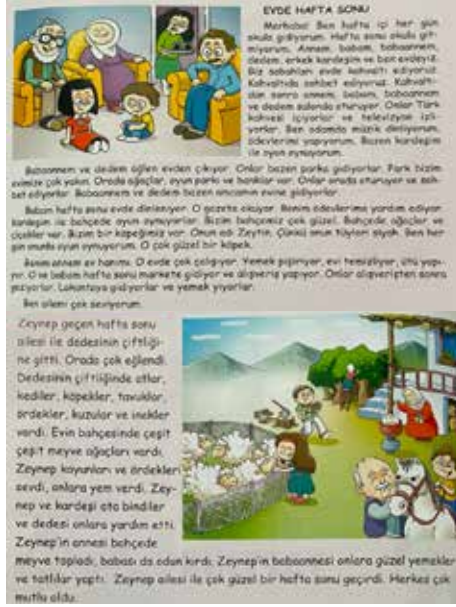 EVDE HAFTA SONU
Merhaba! Ben hafta içi her gün
okula gidiyorum. Hafta sonu okula git-
miyorum. Annem, babam, babaannem,
dedem, erkek kardeşim ve ben evdeyiz.
Biz sabahları evde kahvaltı ediyoruz.
Kahvaltıda sohbet ediyoruz. Kahvaltı-
dan sonra annem, babam, babaannem
ve dedem salonda oturuyor. Onlar Türk
kahvesi içiyorlar ve televizyon izli-
yorlar. Ben odamda müzik dinliyorum,
ödevlerimi yapıyorum. Bazen kardeşim
ile oyun oynuyorum.
Babaannem ve dedem öğlen evden çıkıyor. Onlar bazen parka gidiyorlar. Park bizim
evimize çok yakın. Orada ağaçlar, oyun parkı ve banklar var. Onlar orada oturuyor ve soh-
bet ediyorlar. Babaannem ve dedem bazen amcamın evine gidiyorlar.
Babam hafta sonu evde dinleniyor. O gazete okuyor. Benim ödevlerime yardım ediyor
kardeşim ile bahçede oyun oynuyorlar. Bizim bahçemiz çok güzel. Bahçede ağaçlar ve
çiçekler var. Bizim bir köpeğimiz var. Onun adı Zeytin. Çünkü onun tüyleri siyah. Ben her
gün onunla oyun oynuyorum. O çok güzel bir köpek.
Benim annem ev hanımı. O evde çok çalışıyor. Yemek pişiriyor, evi temizliyor, ütü yapı-
yor. O ve babam hafta sonu markete gidiyor ve alışveriş yapıyor. Onlar alışverişten sonra
geziyorlar. Lokantaya gidiyorlar ve yemek yiyorlar.
Ben ailemi çok seviyorum.
Zeynep geçen hafta sonu
ailesi ile dedesinin çiftliği-
ne gitti. Orada çok eğlendi.
Dedesinin çiftliğinde atlar,
kediler, köpekler, tavuklar,
ördekler, kuzular ve inekler
vardı. Evin bahçesinde çeşit
çeşit meyve ağaçları vardı.
Zeynep koyunları ve ördekleri
sevdi, onlara yem verdi. Zey-
nep ve kardeşi ata bindiler
ve dedesi onlara yardım etti.
Zeynep'in annesi bahçede
meyve topladı, babası da odun kırdı. Zeynep'in babaannesi onlara güzel yemekler
ve tatlılar yaptı. Zeynep ailesi ile çok güzel bir hafta sonu geçirdi. Herkes çok
mutlu oldu.